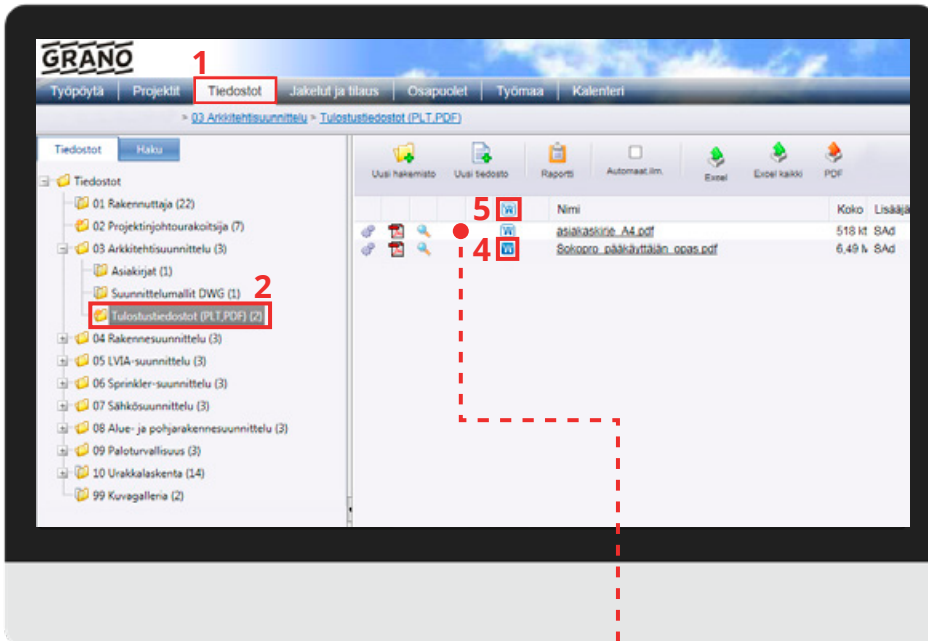 GRANO
1
Työpöytä Projektit Tiedostot Jakelut ja tilaus Osapuolet Työmaa Kalenteri
» 03 Arkkitehtisuunnittelu » Tulostustiedostot (PLT,PDF)
Tiedostot Haku
Uusi hakemisto Uusi tiedosto Raportti Automaat.ilm. Excel Excel kaikki PDF
Tiedostot
01 Rakennuttaja (22)
02 Projektinjohtourakoitsija (7)
03 Arkkitehtisuunnittelu (3)
Asiakirjat (1)
Suunnittelumallit DWG (1)
2
Tulostustiedostot (PLT,PDF) (2)
04 Rakennesuunnittelu (3)
05 LVIA-suunnittelu (3)
06 Sprinkler-suunnittelu (3)
07 Sähkösuunnittelu (3)
08 Alue- ja pohjarakennesuunnittelu (3)
09 Paloturvallisuus (3)
10 Urakkalaskenta (14)
99 Kuvagalleria (2)
5 W Nimi Koko Lisääjä
W asiakaskirje_A4.pdf 518 kt SAd
4 W Sokopro_pääkäyttäjän_opas.pdf 6,49 M SAd